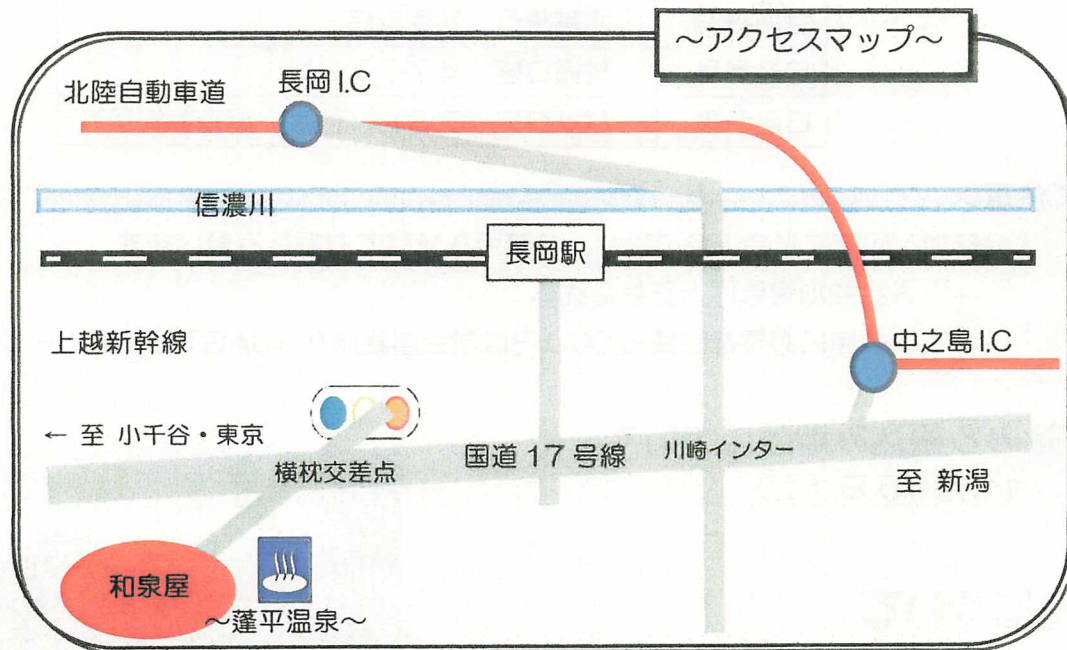 ～アクセスマップ～
長岡 I.C
北陸自動車道
信濃川
長岡駅
上越新幹線
中之島 I.C
← 至 小千谷・東京
国道 17 号線
川崎インター
横枕交差点
至 新潟
和泉屋
～蓬平温泉～